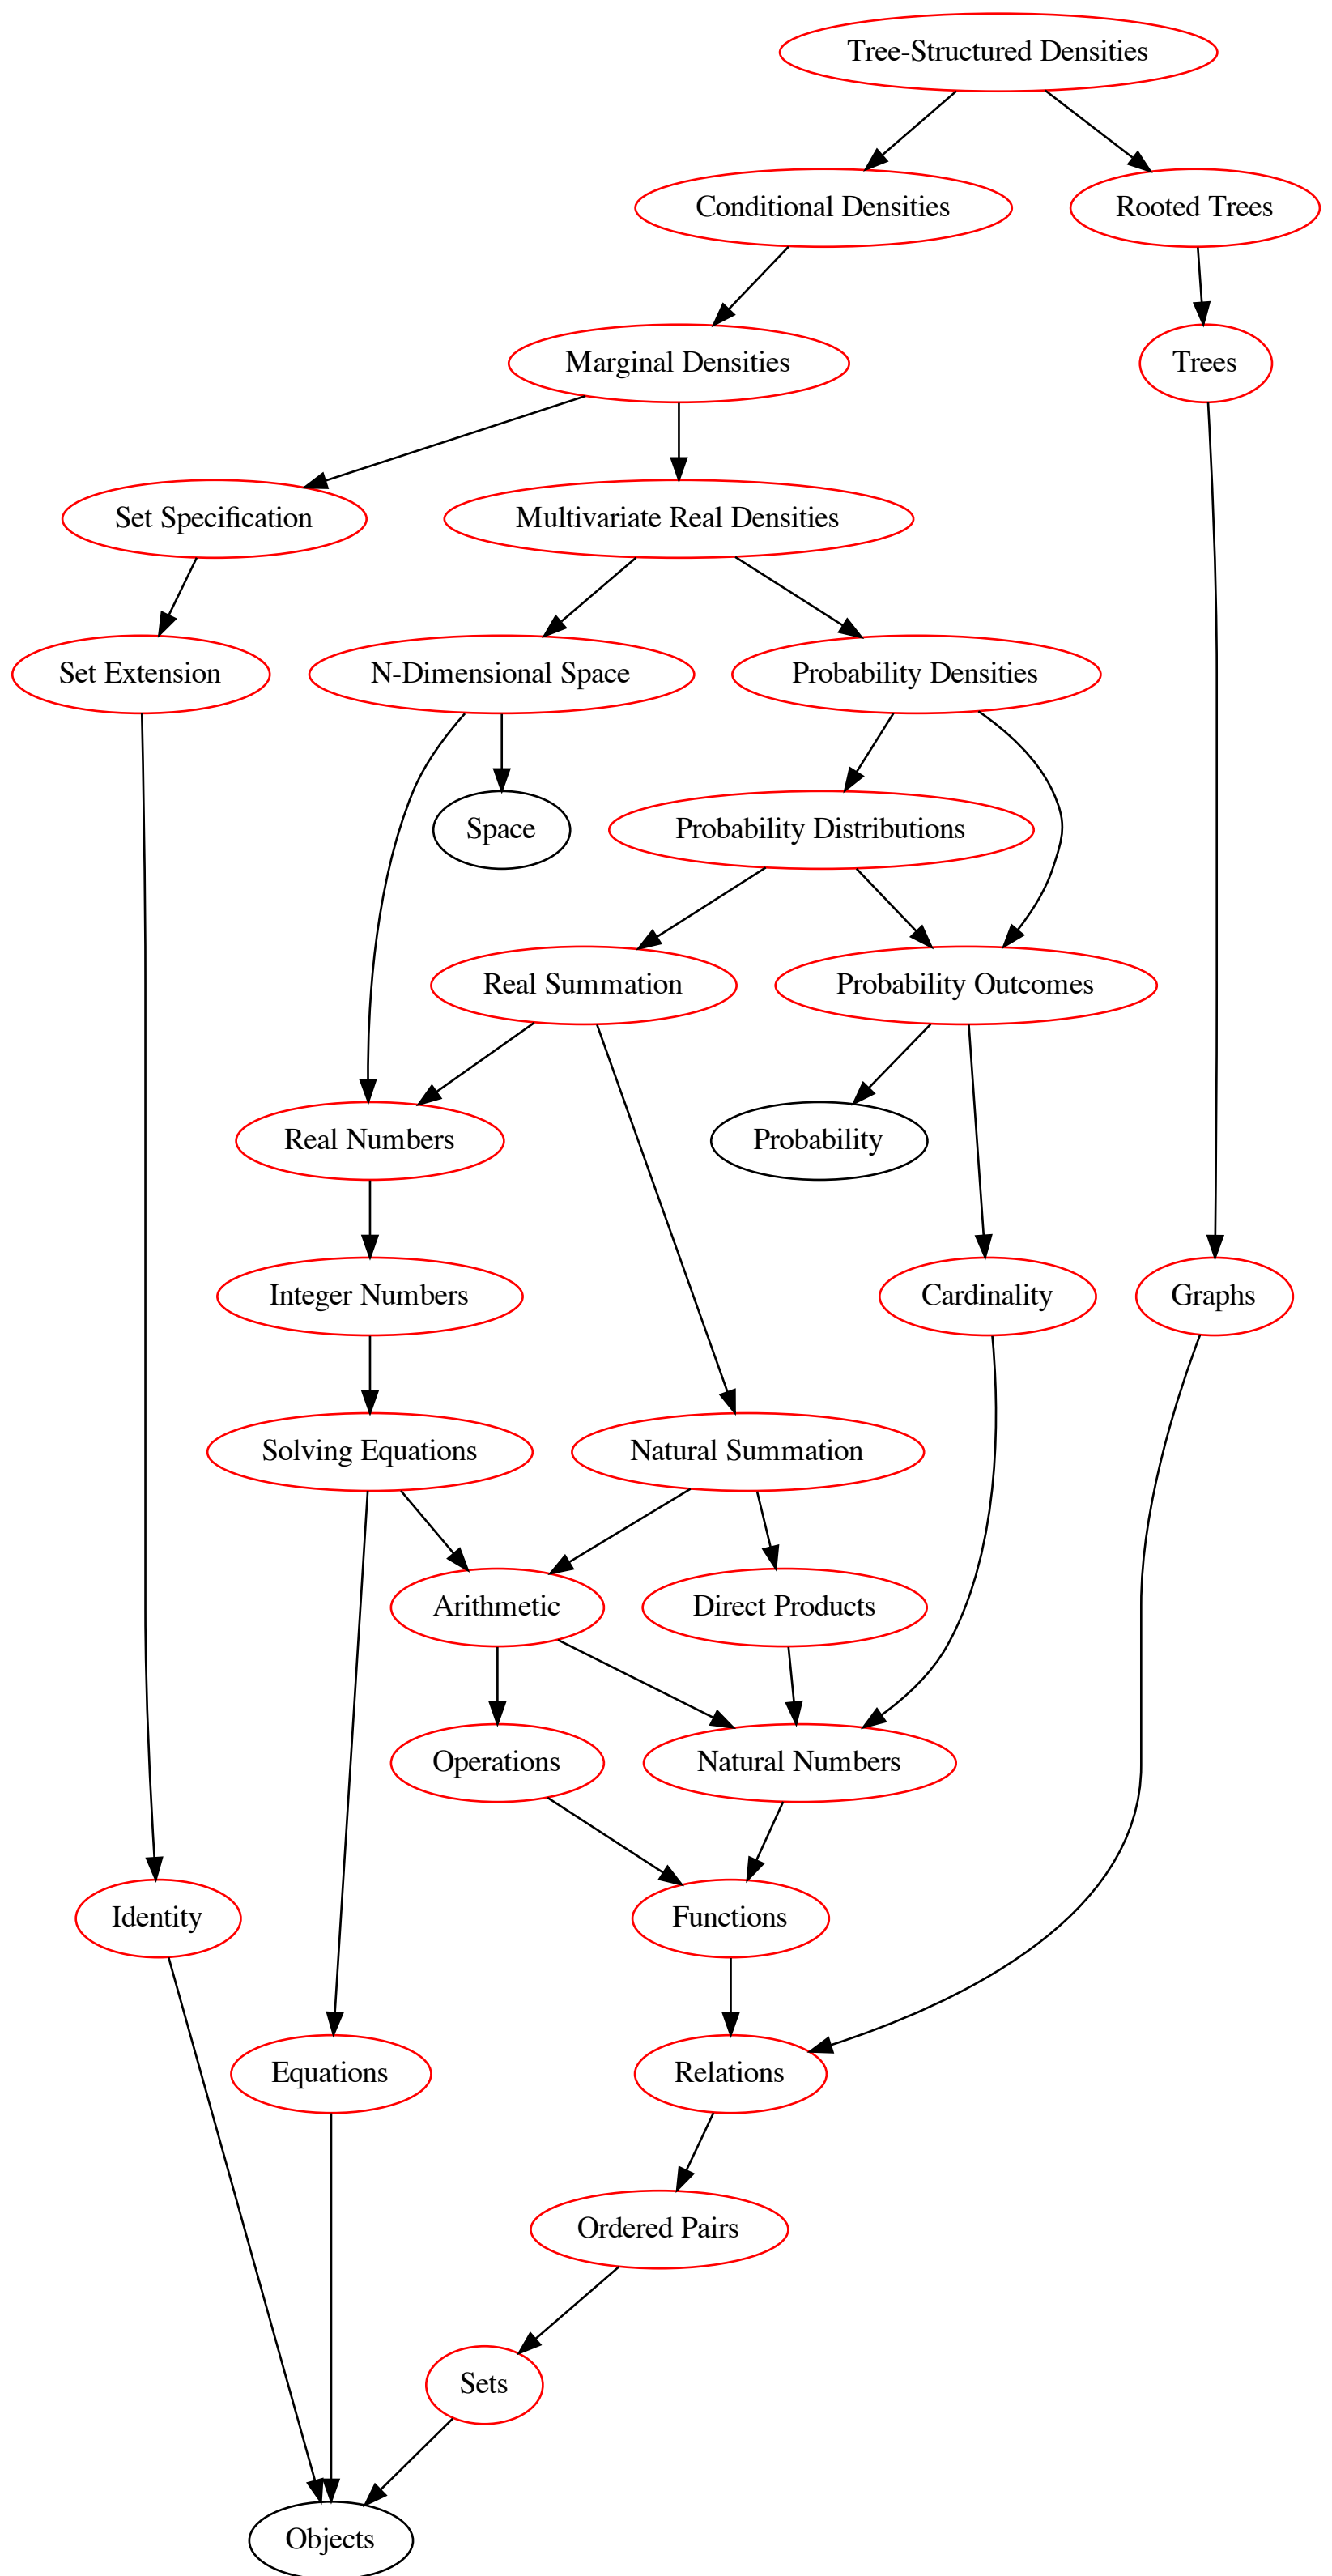 Tree-Structured Densities
Conditional Densities
Rooted Trees
Marginal Densities
Trees
Set Specification
Multivariate Real Densities
Set Extension
N-Dimensional Space
Probability Densities
Space
Probability Distributions
Real Summation
Probability Outcomes
Real Numbers
Probability
Integer Numbers
Cardinality
Graphs
Solving Equations
Natural Summation
Arithmetic
Direct Products
Operations
Natural Numbers
Identity
Functions
Equations
Relations
Ordered Pairs
Sets
Objects